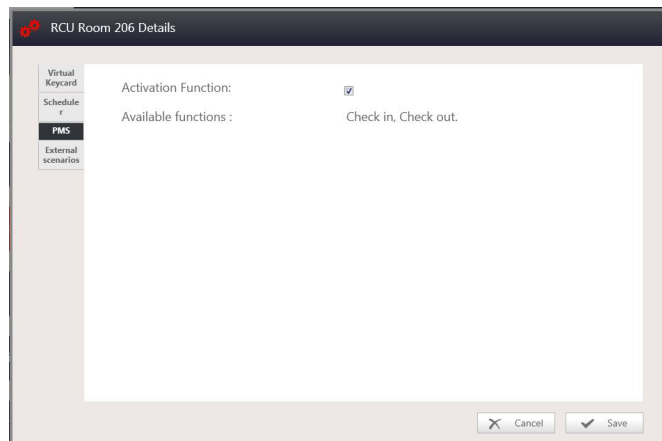 RCU Room 206 Details
Virtual
Keycard
Schedule
r
PMS
External
scenarios
Activation Function:
Available functions : Check in, Check out.
Cancel
Save